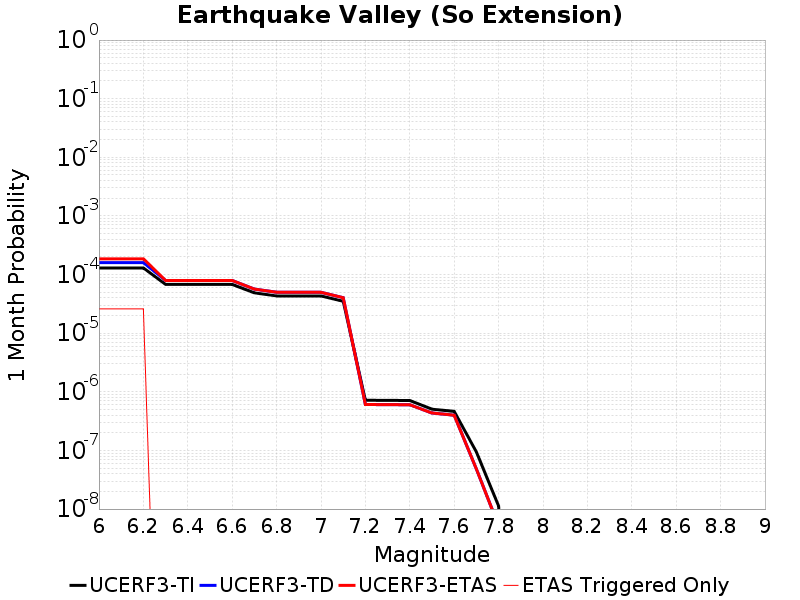 Earthquake Valley (So Extension)
1 Month Probability
10^0
10^-1
10^-2
10^-3
10^-4
10^-5
10^-6
10^-7
10^-8
6 6.2 6.4 6.6 6.8 7 7.2 7.4 7.6 7.8 8 8.2 8.4 8.6 8.8 9
Magnitude
UCERF3-TI UCERF3-TD UCERF3-ETAS ETAS Triggered Only